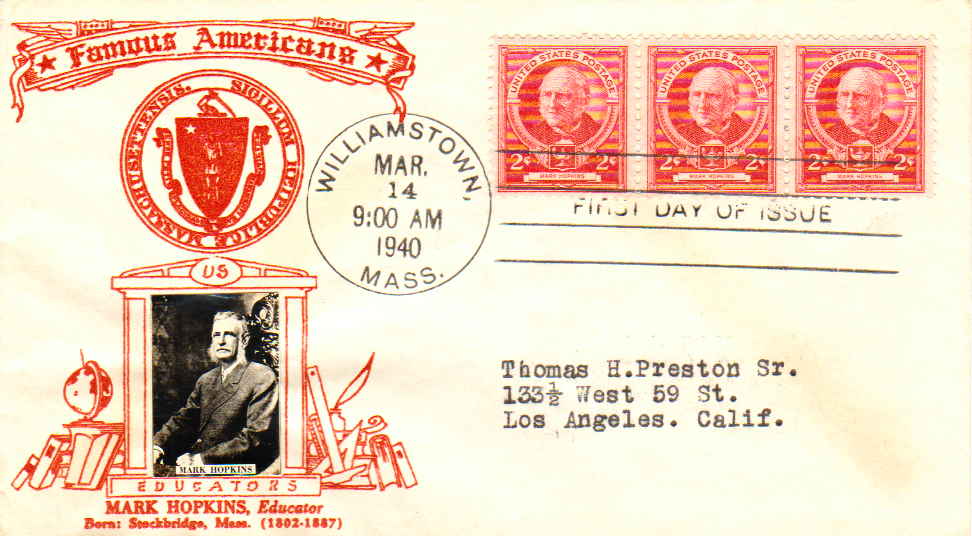 ★ Famous Americans ★
SIGILLUM REIPUBLICÆ MASSACHUSETTENSIS.
US
MARK HOPKINS
EDUCATORS
MARK HOPKINS, Educator
Born: Stockbridge, Mass. (1802-1887)
WILLIAMSTOWN,
MAR.
14
9:00 AM
1940
MASS.
UNITED STATES POSTAGE
2¢ 2¢
MARK HOPKINS
UNITED STATES POSTAGE
2¢ 2¢
MARK HOPKINS
UNITED STATES POSTAGE
2¢ 2¢
MARK HOPKINS
FIRST DAY OF ISSUE
Thomas H.Preston Sr.
133½ West 59 St.
Los Angeles. Calif.